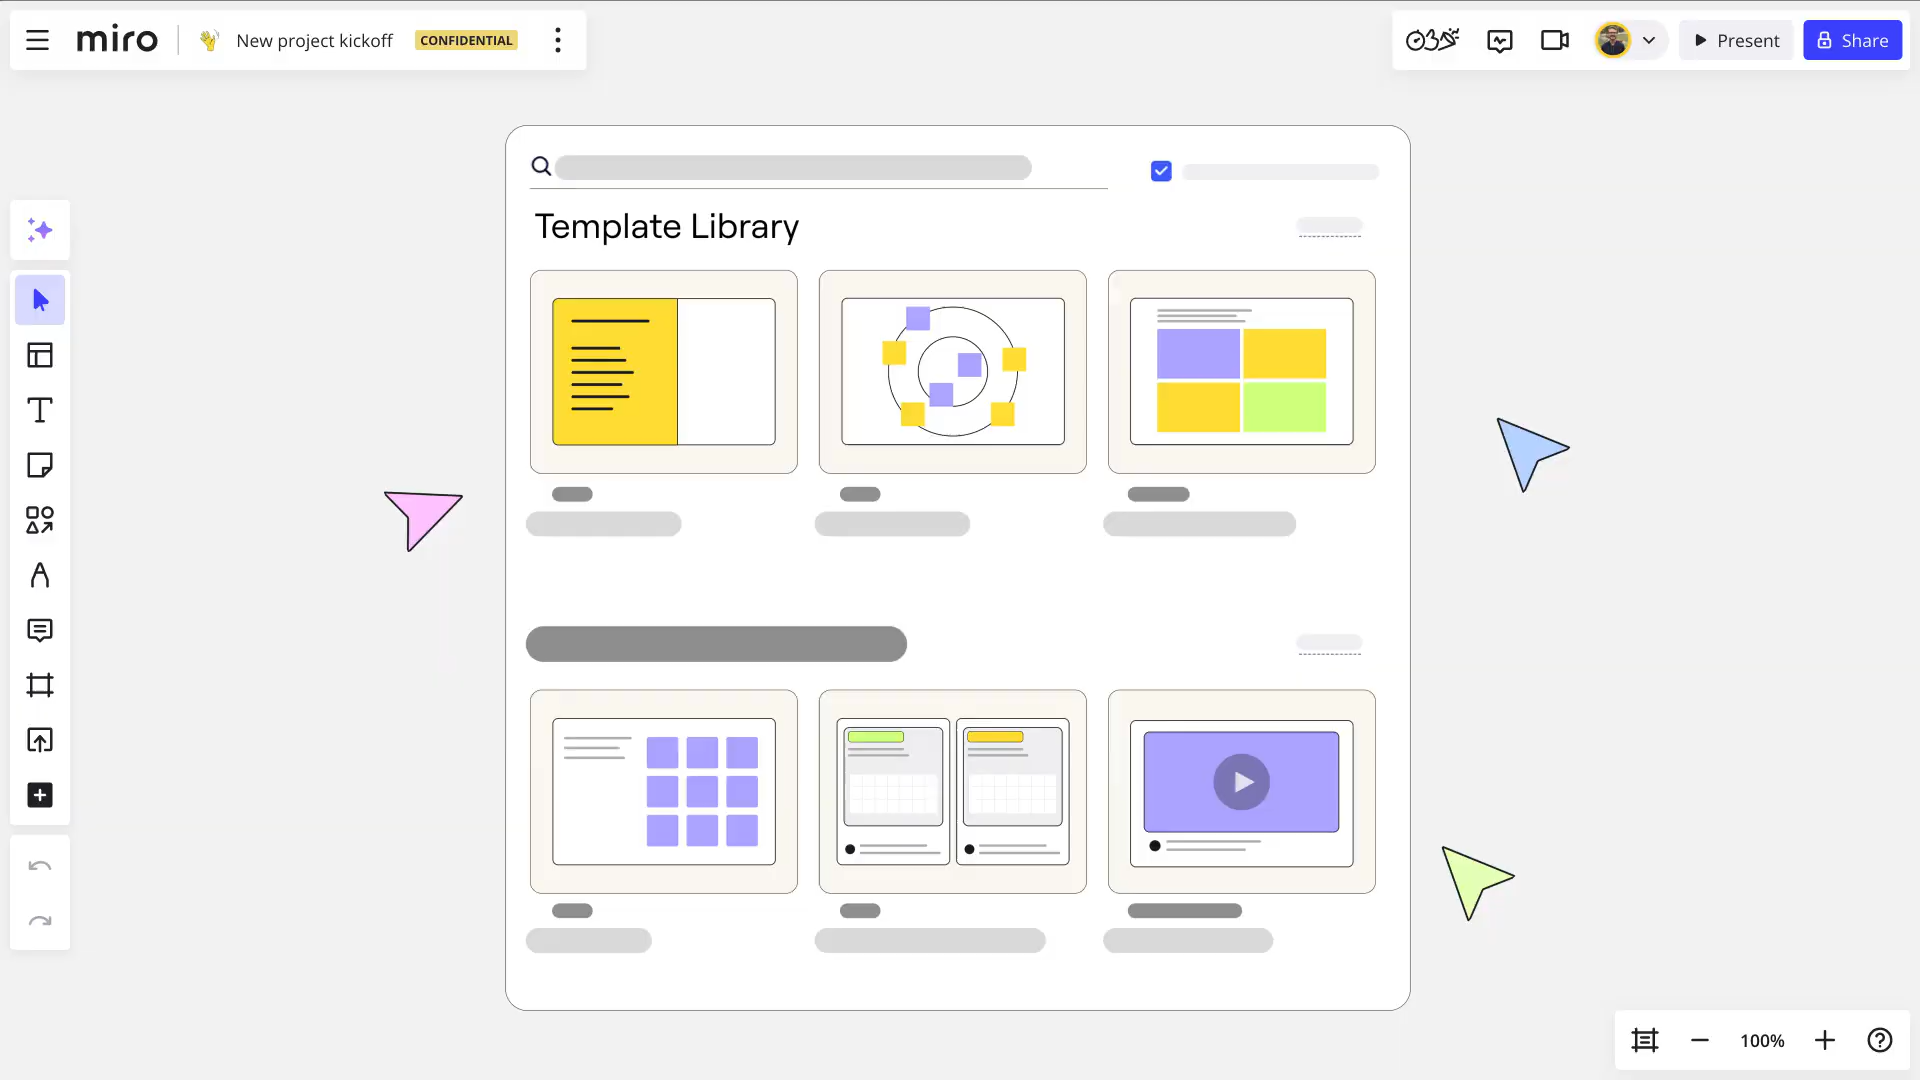 miro
New project kickoff
CONFIDENTIAL
Present
Share
Template Library
100%